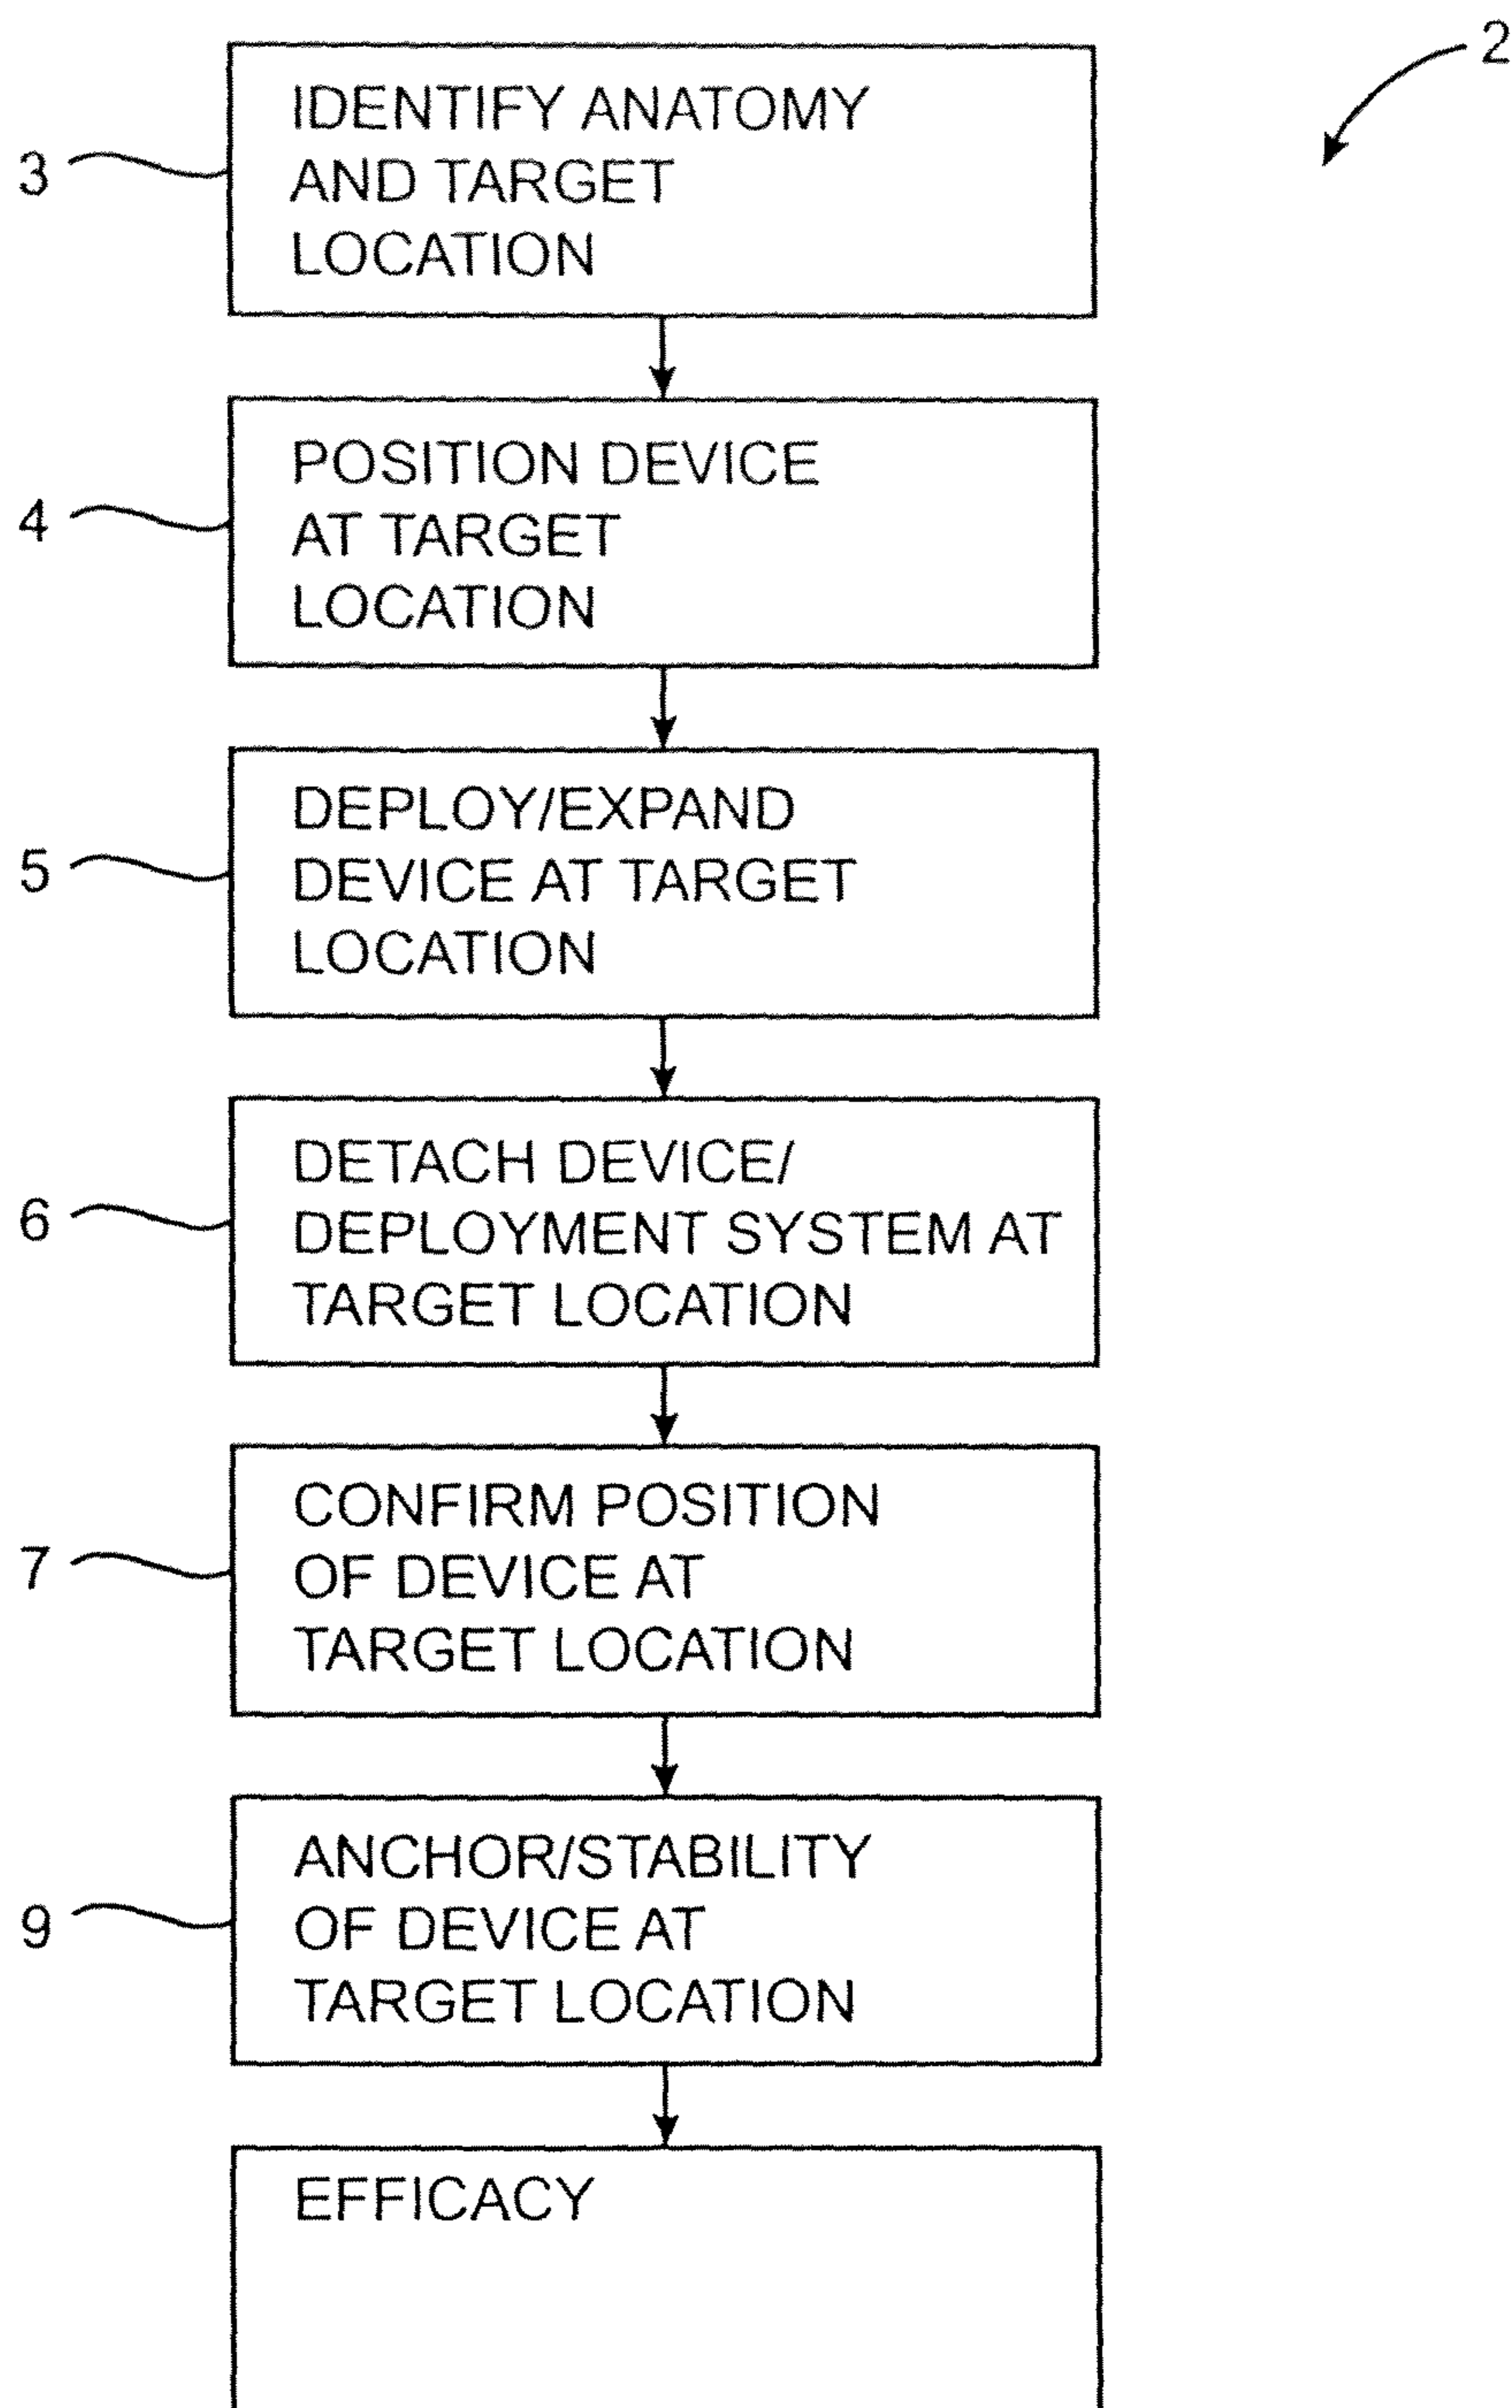 2
3
IDENTIFY ANATOMY
AND TARGET
LOCATION
4
POSITION DEVICE
AT TARGET
LOCATION
5
DEPLOY/EXPAND
DEVICE AT TARGET
LOCATION
6
DETACH DEVICE/
DEPLOYMENT SYSTEM AT
TARGET LOCATION
7
CONFIRM POSITION
OF DEVICE AT
TARGET LOCATION
9
ANCHOR/STABILITY
OF DEVICE AT
TARGET LOCATION
EFFICACY